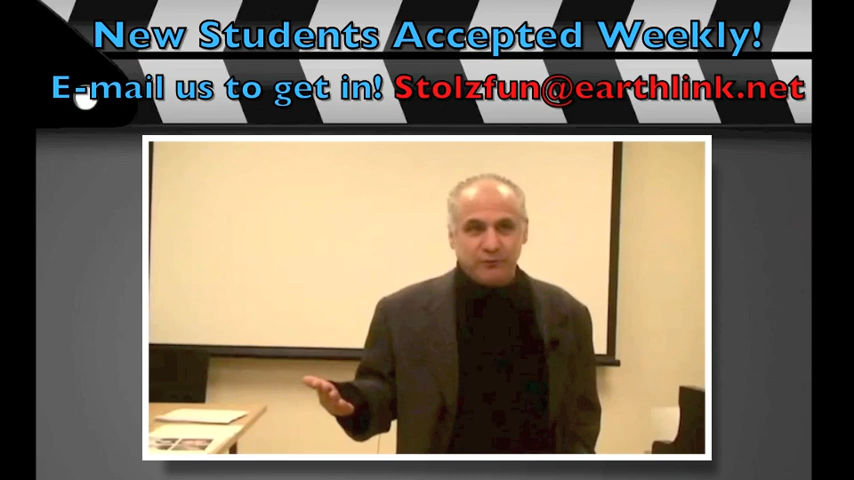 New Students Accepted Weekly!
E-mail us to get in! Stolzfun@earthlink.net